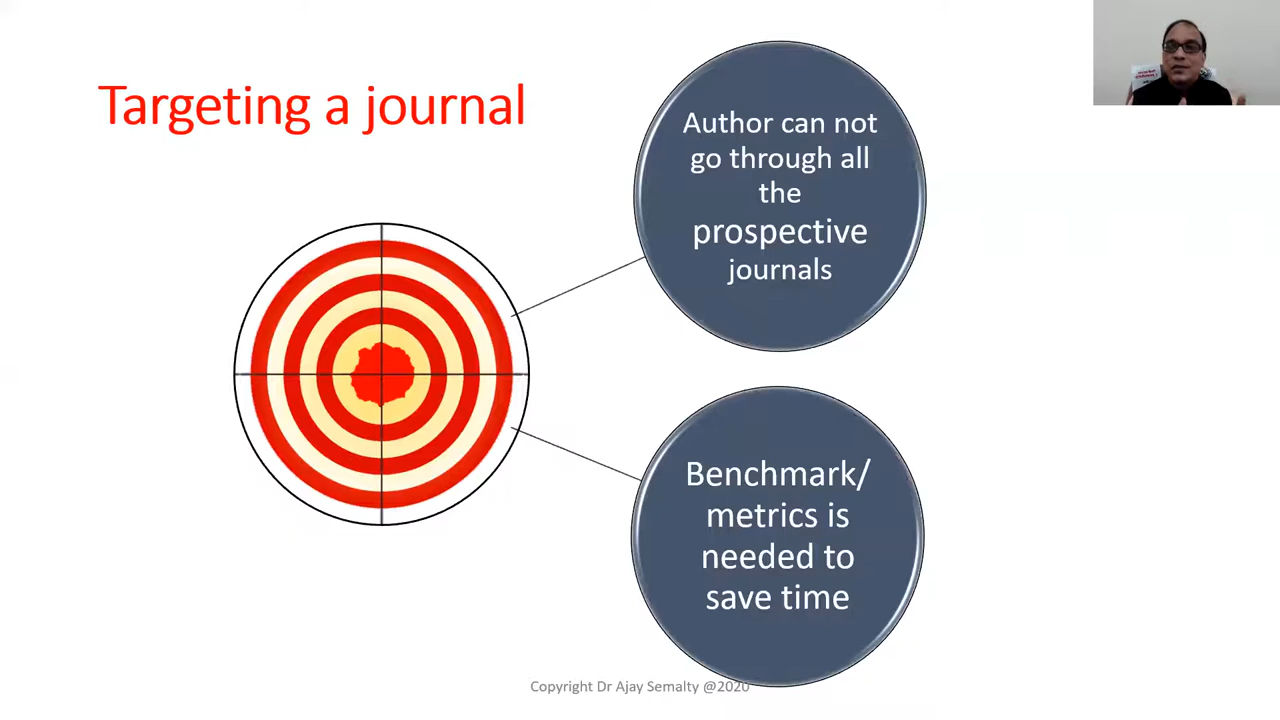 Targeting a journal
Author can not
go through all
the
prospective
journals
Benchmark/
metrics is
needed to
save time
Copyright Dr Ajay Semalty @2020